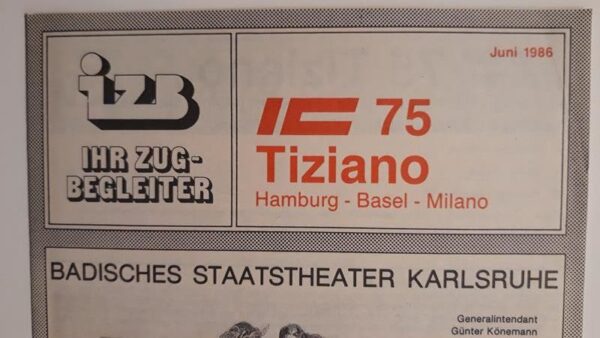 izb
IHR ZUG-
BEGLEITER
Juni 1986
IC 75
Tiziano
Hamburg - Basel - Milano
BADISCHES STAATSTHEATER KARLSRUHE
Generalintendant
Günter Könemann